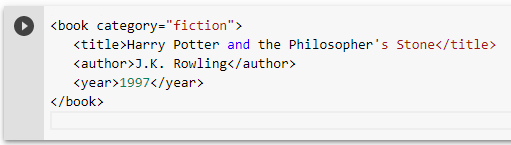 <book category="fiction">
<title>Harry Potter and the Philosopher's Stone</title>
<author>J.K. Rowling</author>
<year>1997</year>
</book>